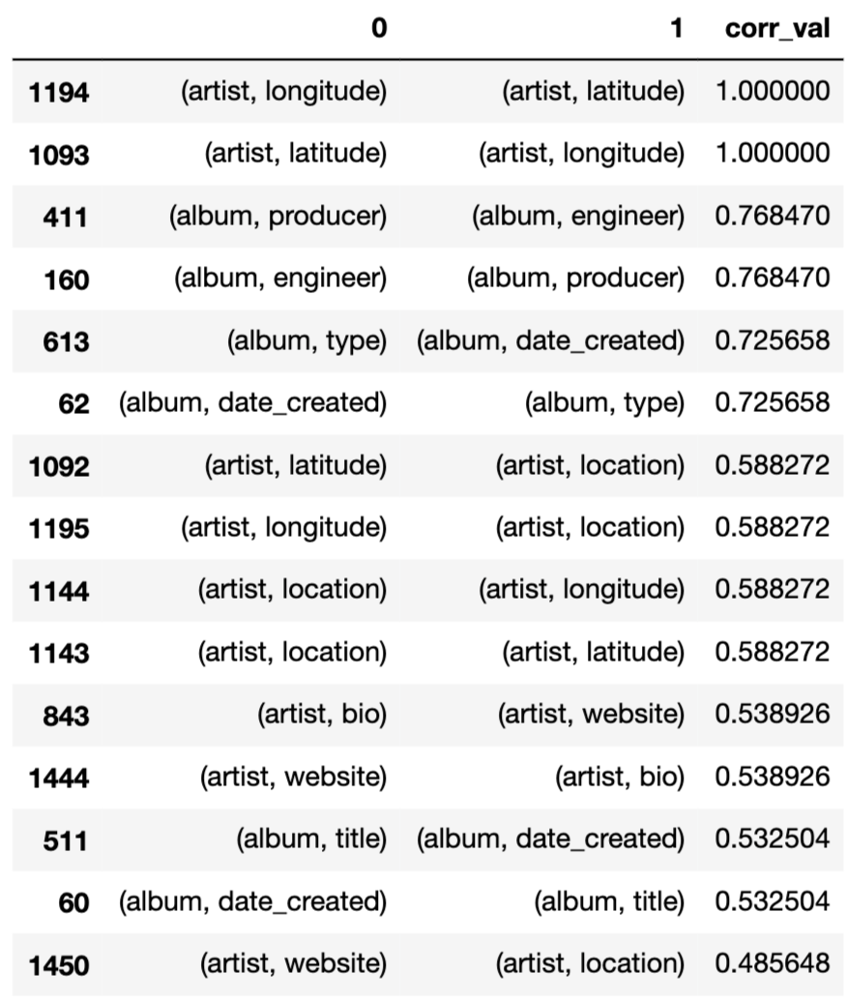 0 1 corr_val
1194 (artist, longitude) (artist, latitude) 1.000000
1093 (artist, latitude) (artist, longitude) 1.000000
411 (album, producer) (album, engineer) 0.768470
160 (album, engineer) (album, producer) 0.768470
613 (album, type) (album, date_created) 0.725658
62 (album, date_created) (album, type) 0.725658
1092 (artist, latitude) (artist, location) 0.588272
1195 (artist, longitude) (artist, location) 0.588272
1144 (artist, location) (artist, longitude) 0.588272
1143 (artist, location) (artist, latitude) 0.588272
843 (artist, bio) (artist, website) 0.538926
1444 (artist, website) (artist, bio) 0.538926
511 (album, title) (album, date_created) 0.532504
60 (album, date_created) (album, title) 0.532504
1450 (artist, website) (artist, location) 0.485648